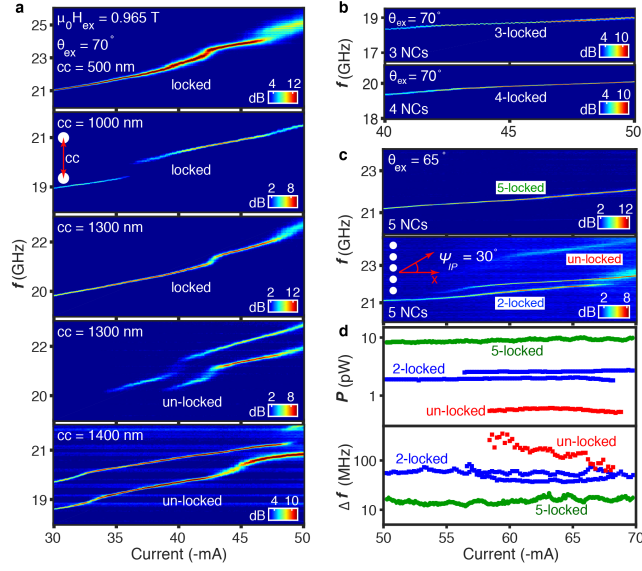 a
25
23
21
μ₀Hₑₓ = 0.965 T
θₑₓ = 70°
cc = 500 nm
locked
4 12
dB
cc = 1000 nm
21
19
cc
locked
2 8
dB
cc = 1300 nm
22
20
locked
2 12
dB
f (GHz)
cc = 1300 nm
22
20
un-locked
2 8
dB
cc = 1400 nm
21
19
un-locked
4 10
dB
30 35 40 45 50
Current (-mA)
b
19
17
θₑₓ = 70°
3-locked
3 NCs
4 10
dB
f (GHz)
20
18
θₑₓ = 70°
4-locked
4 NCs
4 10
dB
40 45 50
c
23
21
θₑₓ = 65°
5-locked
5 NCs
2 12
dB
f (GHz)
23
21
Ψ_IP = 30°
x
un-locked
2-locked
5 NCs
2 8
dB
d
10
1
P (pW)
5-locked
2-locked
un-locked
100
10
Δf (MHz)
un-locked
2-locked
5-locked
50 55 60 65 70
Current (-mA)